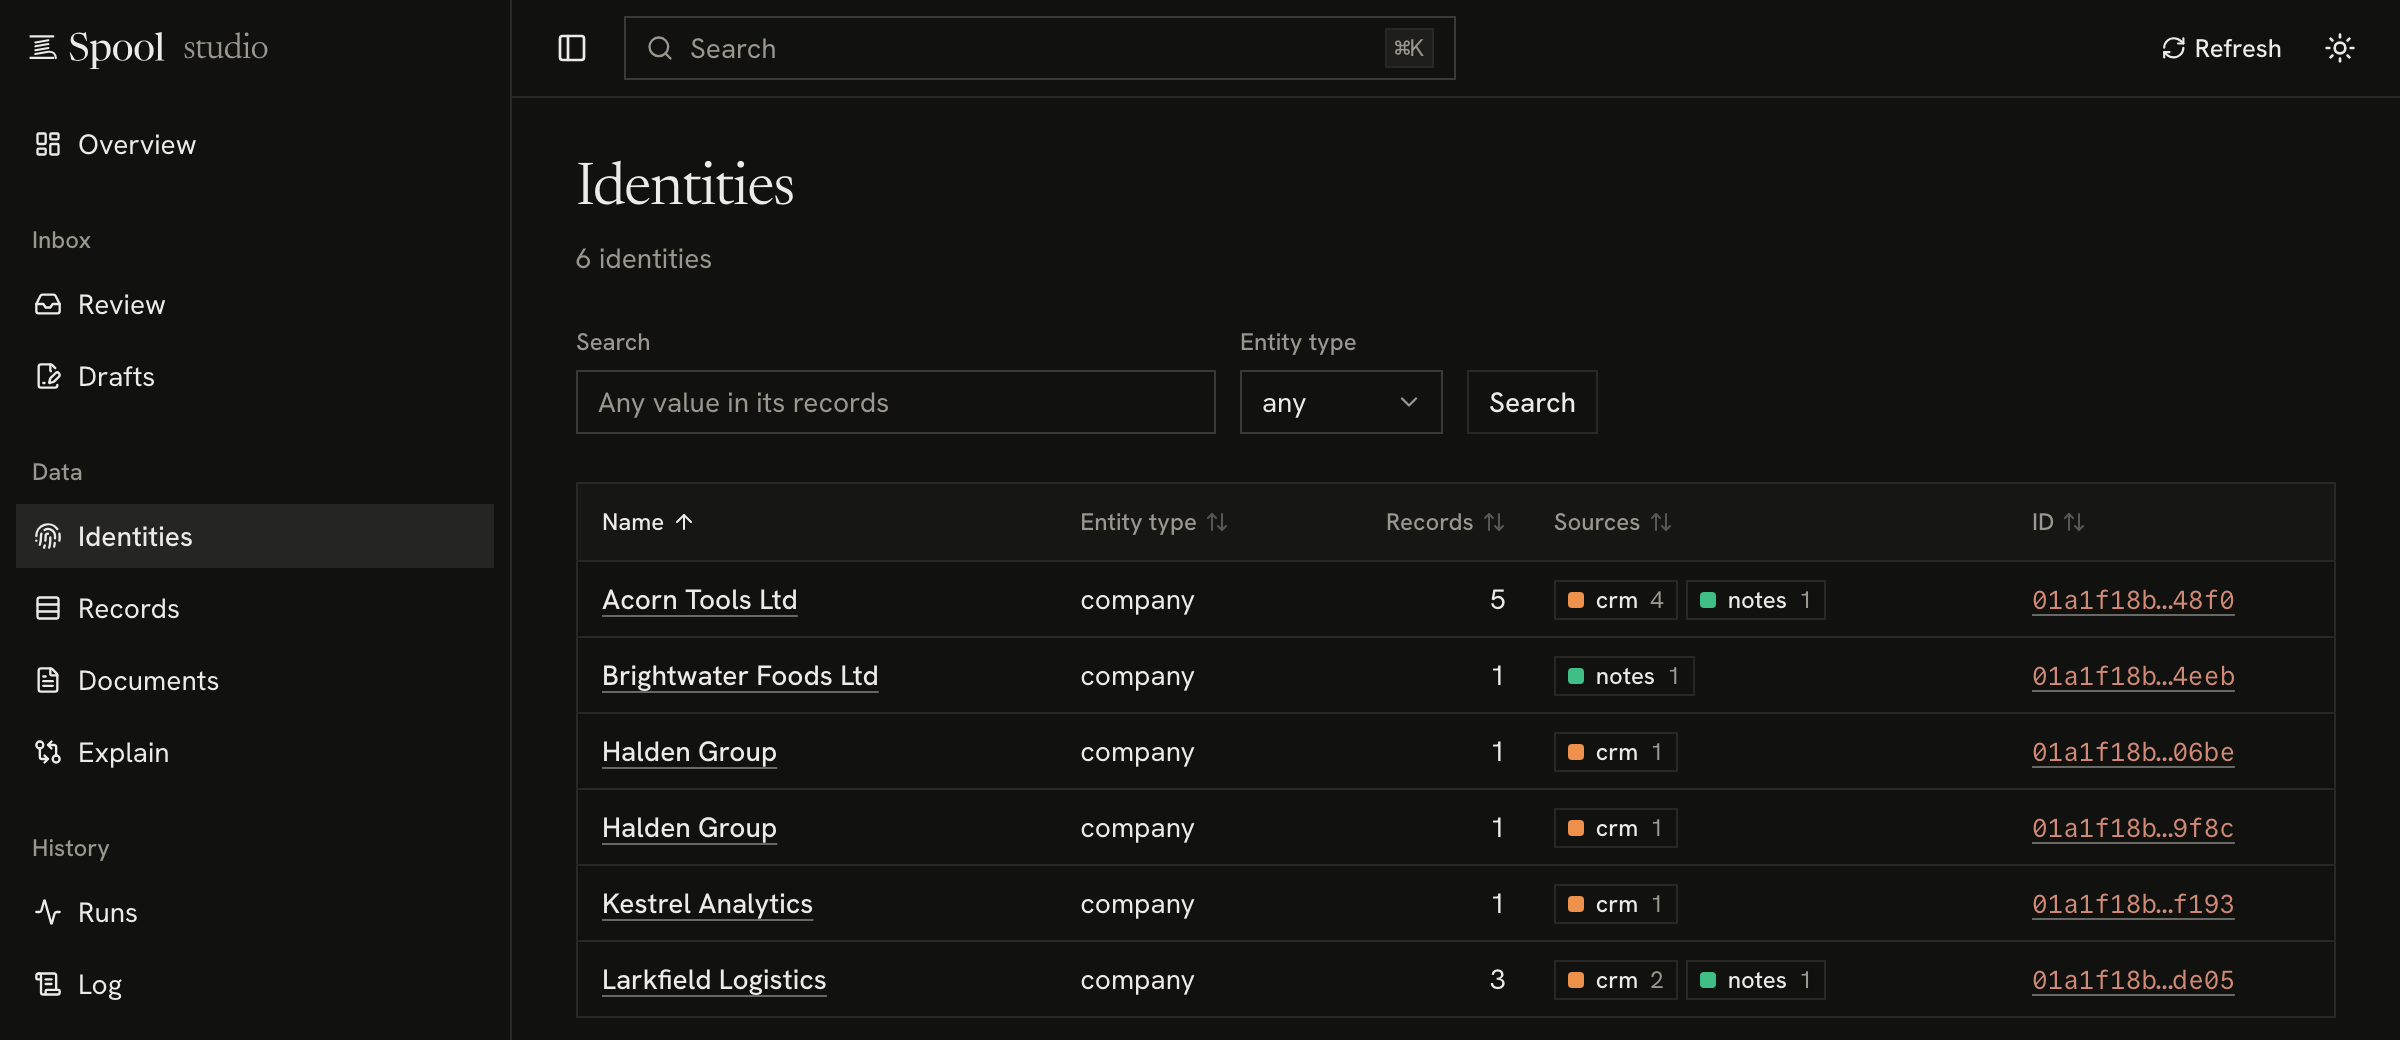 Spool studio
Search ⌘K
Refresh
Overview
Inbox
Review
Drafts
Data
Identities
Records
Documents
Explain
History
Runs
Log
Identities
6 identities
Search Entity type
Any value in its records any Search
Name Entity type Records Sources ID
Acorn Tools Ltd company 5 crm 4 notes 1 01a1f18b…48f0
Brightwater Foods Ltd company 1 notes 1 01a1f18b…4eeb
Halden Group company 1 crm 1 01a1f18b…06be
Halden Group company 1 crm 1 01a1f18b…9f8c
Kestrel Analytics company 1 crm 1 01a1f18b…f193
Larkfield Logistics company 3 crm 2 notes 1 01a1f18b…de05